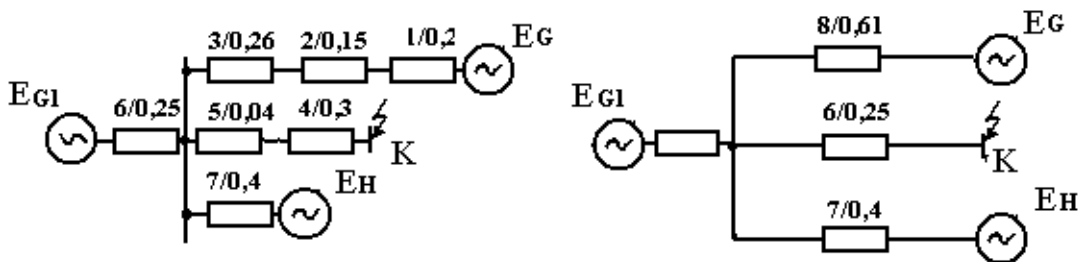 3/0,26 2/0,15 1/0,2 EG
EG1 6/0,25 5/0,04 4/0,3 K
7/0,4 EH
8/0,61 EG
EG1 6/0,25 K
7/0,4 EH